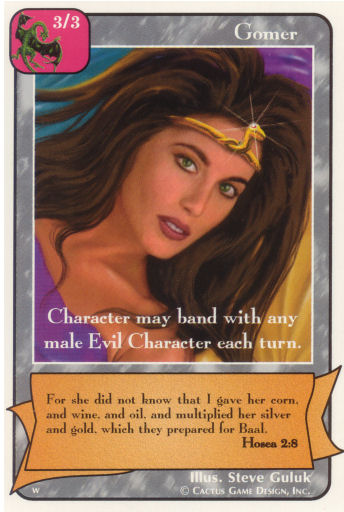 3/3
Gomer
Character may band with any
male Evil Character each turn.
For she did not know that I gave her corn,
and wine, and oil, and multiplied her silver
and gold, which they prepared for Baal.
Hosea 2:8
Illus. Steve Guluk
W
© Cactus Game Design, Inc.